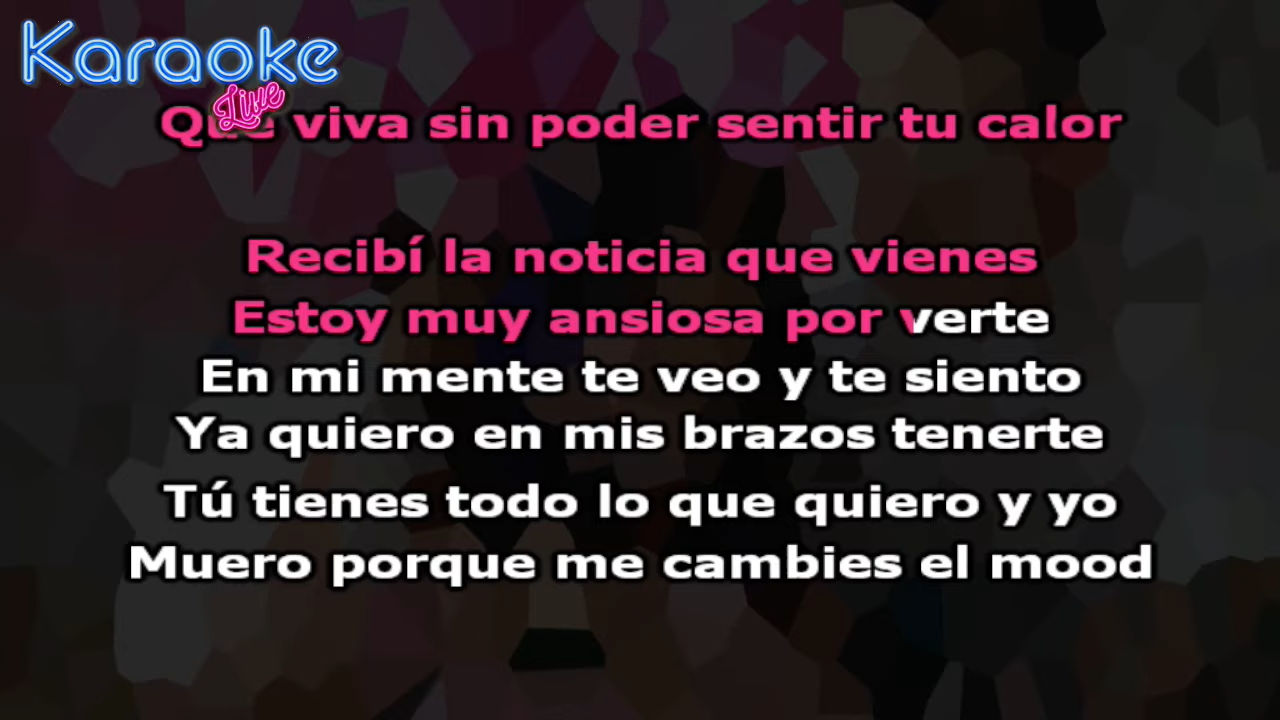 Karaoke
Live
Que viva sin poder sentir tu calor
Recibí la noticia que vienes
Estoy muy ansiosa por verte
En mi mente te veo y te siento
Ya quiero en mis brazos tenerte
Tú tienes todo lo que quiero y yo
Muero porque me cambies el mood